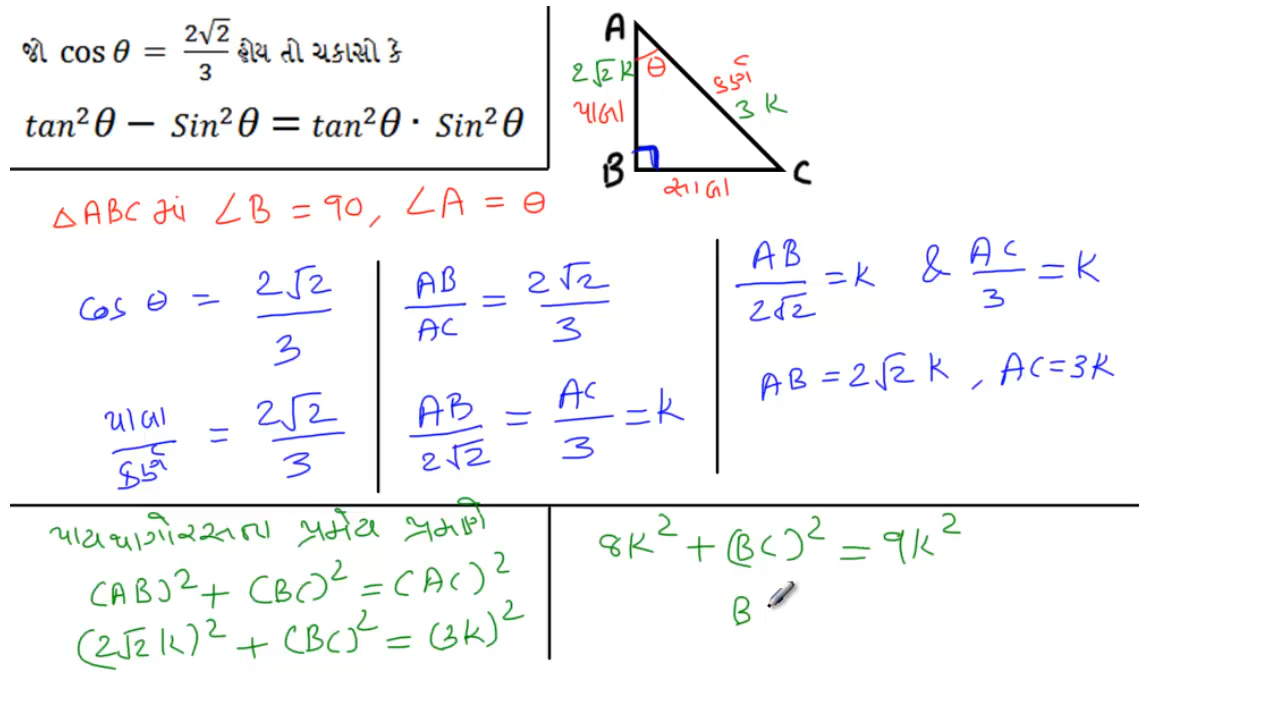 જો cos θ = 2√2/3 હોય તો ચકાસો કે
tan²θ − Sin²θ = tan²θ · Sin²θ
A
2√2 k
θ
કર્ણ
3 k
પાબા
B
C
સાબા
△ABC માં ∠B = 90, ∠A = θ
cos θ = 2√2/3
પાબા/કર્ણ = 2√2/3
AB/AC = 2√2/3
AB/2√2 = AC/3 = k
AB/2√2 = k & AC/3 = k
AB = 2√2 k , AC = 3k
પાયથાગોરસના પ્રમેય પ્રમાણે
(AB)² + (BC)² = (AC)²
(2√2 k)² + (BC)² = (3k)²
8k² + (BC)² = 9k²
B